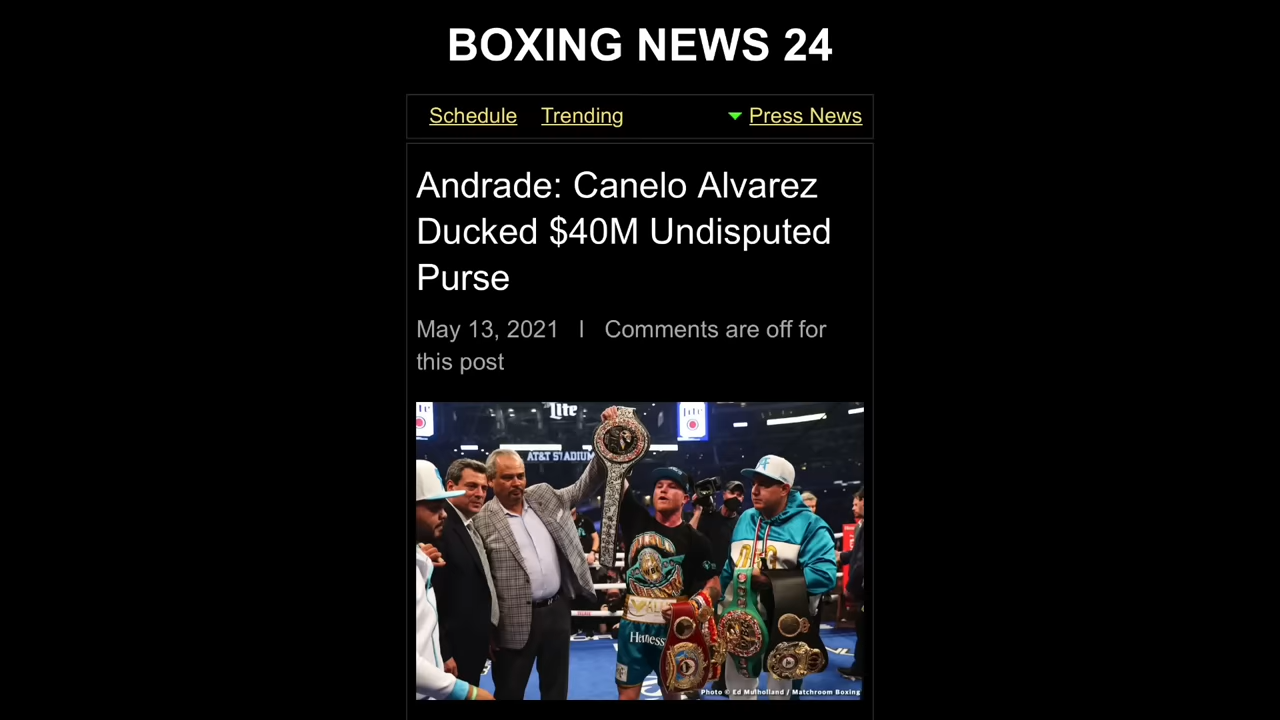 BOXING NEWS 24
Schedule Trending Press News
Andrade: Canelo Alvarez
Ducked $40M Undisputed
Purse
May 13, 2021 | Comments are off for
this post
Lite
AT&T STADIUM
Hennessy
Photo © Ed Mulholland / Matchroom Boxing